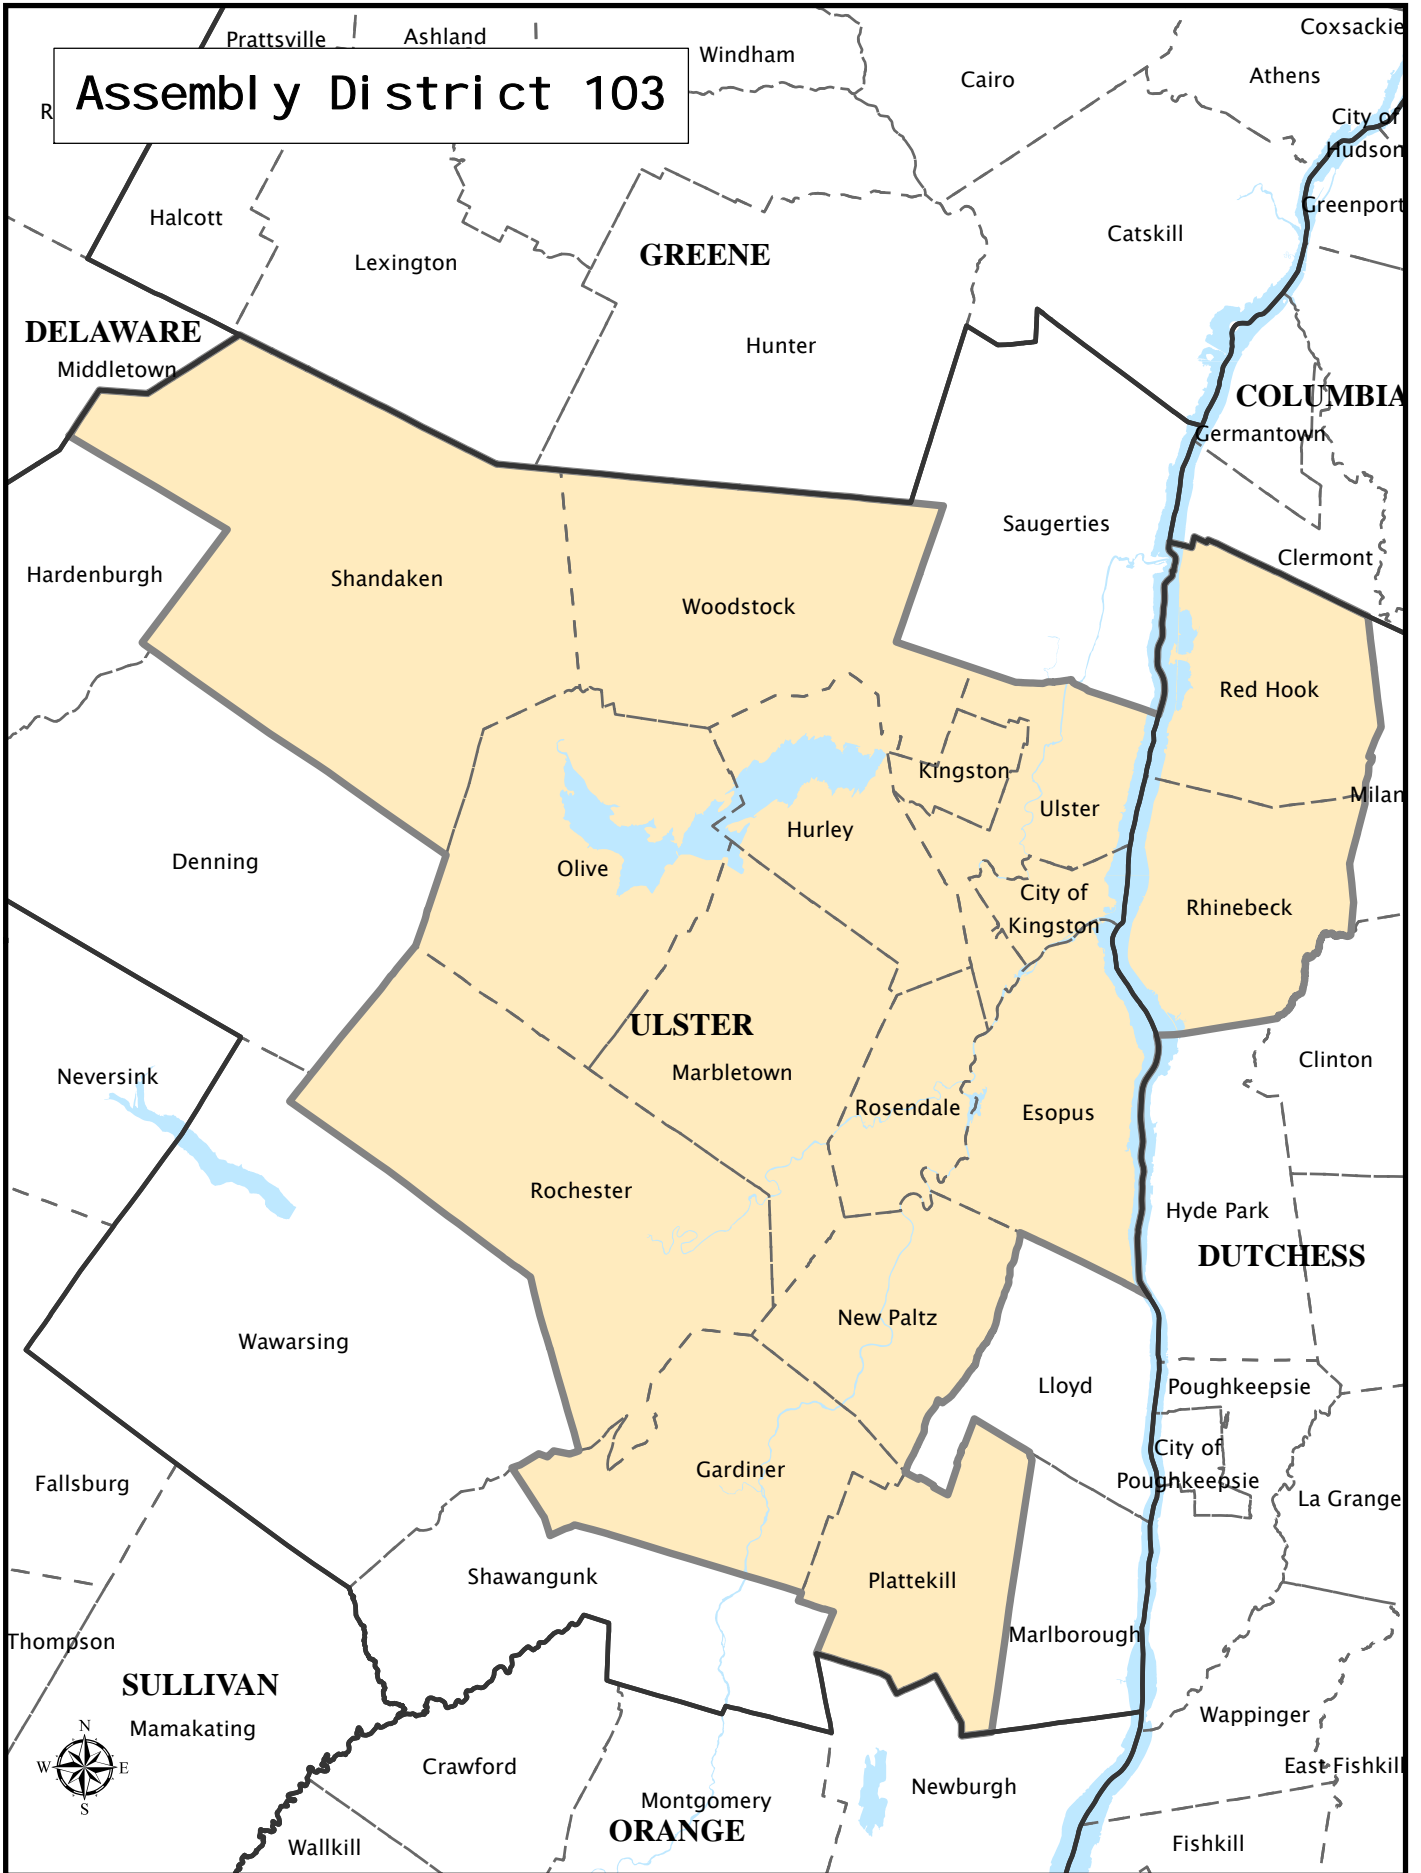 Coxsackie
Prattsville
Ashland
Windham
Cairo
Athens
Assembly District 103
R
City of
Hudson
Greenport
Halcott
Catskill
Lexington
GREENE
DELAWARE
Middletown
Hunter
COLUMBIA
Germantown
Saugerties
Clermont
Hardenburgh
Shandaken
Woodstock
Red Hook
Kingston
Milan
Ulster
Hurley
Denning
Olive
City of
Kingston
Rhinebeck
ULSTER
Neversink
Marbletown
Clinton
Rosendale
Esopus
Rochester
Hyde Park
DUTCHESS
New Paltz
Wawarsing
Lloyd
Poughkeepsie
City of
Poughkeepsie
Gardiner
Fallsburg
La Grange
Shawangunk
Plattekill
Thompson
Marlborough
SULLIVAN
Mamakating
Wappinger
N
W
E
S
Crawford
East Fishkill
Newburgh
Montgomery
ORANGE
Wallkill
Fishkill